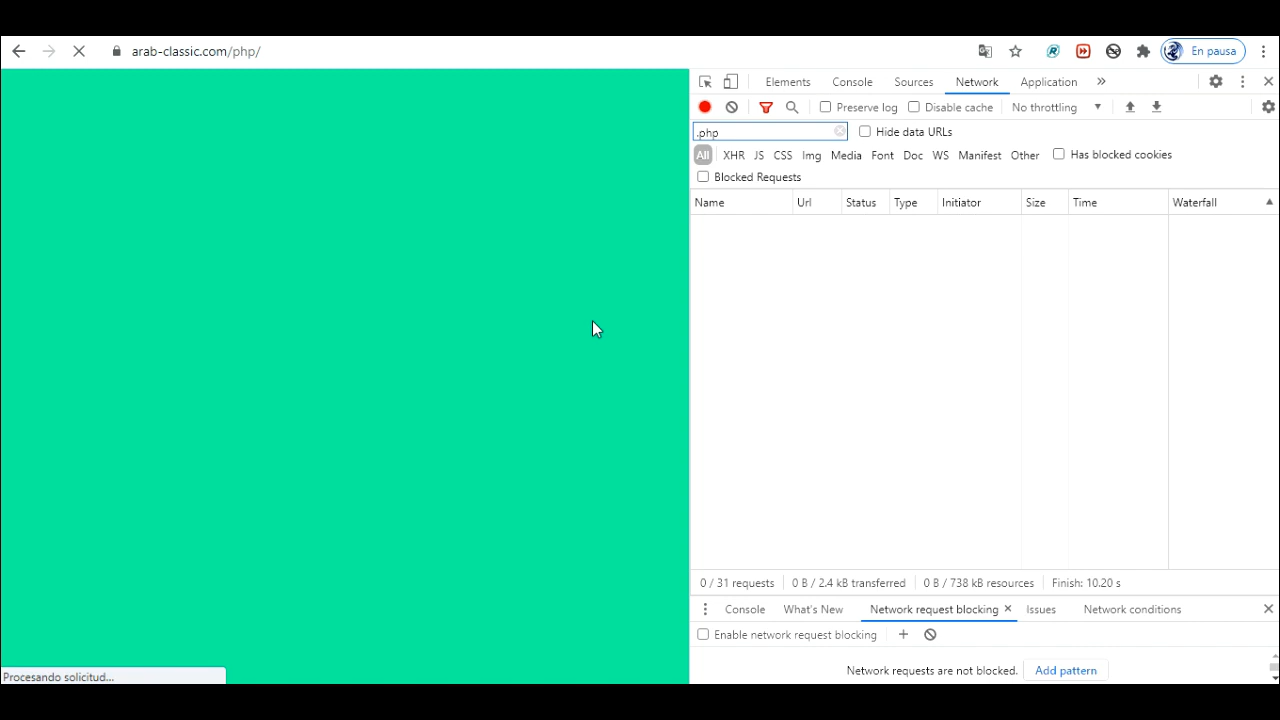 arab-classic.com/php/
En pausa
Elements Console Sources Network Application
Preserve log Disable cache No throttling
.php Hide data URLs
All XHR JS CSS Img Media Font Doc WS Manifest Other Has blocked cookies
Blocked Requests
Name Url Status Type Initiator Size Time Waterfall
0 / 31 requests 0 B / 2.4 kB transferred 0 B / 738 kB resources Finish: 10.20 s
Console What's New Network request blocking Issues Network conditions
Enable network request blocking
Network requests are not blocked. Add pattern
Procesando solicitud...